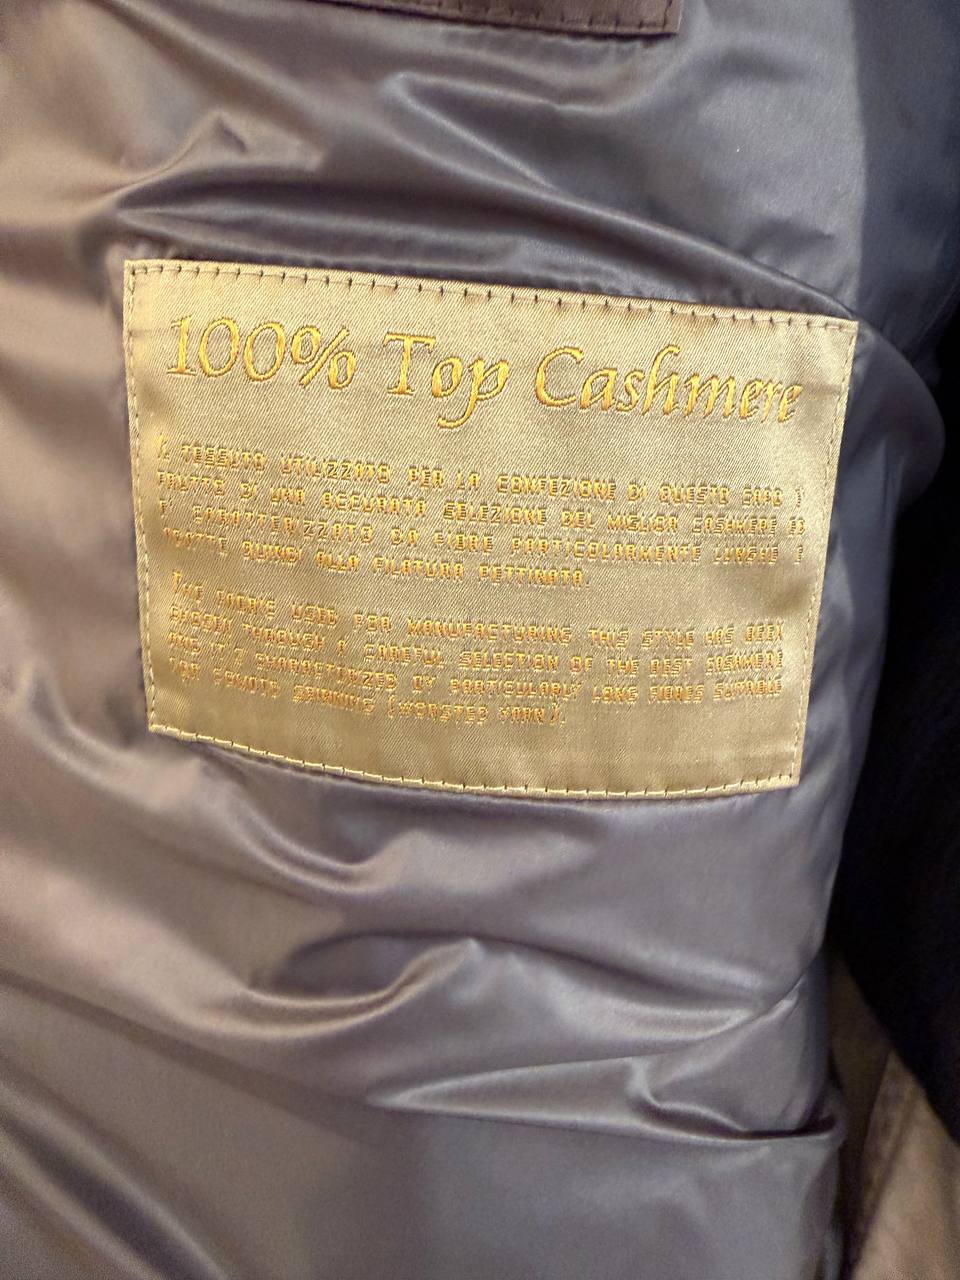 100% Top Cashmere
IL TESSUTO UTILIZZATO PER LA CONFEZIONE DI QUESTO CAPO
FRUTTO DI UNA ACCURATA SELEZIONE DEL MIGLIOR CASHMERE ED
CARATTERIZZATO DA FIBRE PARTICOLARMENTE LUNGHE
ADATTE QUINDI ALLA FILATURA PETTINATA.
THE FABRIC USED FOR MANUFACTURING THIS STYLE HAS BEEN
CHOSEN THROUGH A CAREFUL SELECTION OF THE BEST CASHMERE
AND IT'S CHARACTERIZED BY PARTICULARLY LONG FIBRES SUITABLE
FOR SPINNING (WORSTED YARN).